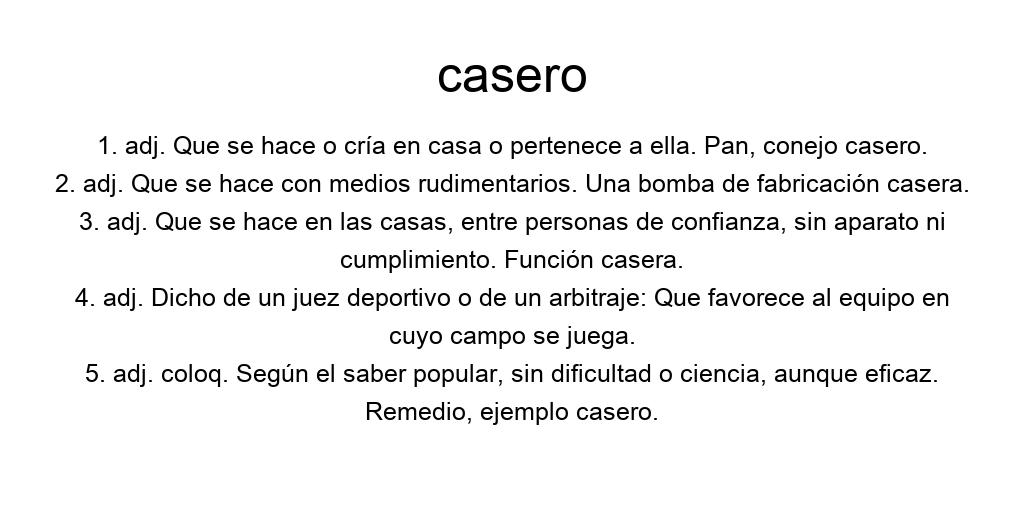 casero
1. adj. Que se hace o cría en casa o pertenece a ella. Pan, conejo casero.
2. adj. Que se hace con medios rudimentarios. Una bomba de fabricación casera.
3. adj. Que se hace en las casas, entre personas de confianza, sin aparato ni
cumplimiento. Función casera.
4. adj. Dicho de un juez deportivo o de un arbitraje: Que favorece al equipo en
cuyo campo se juega.
5. adj. coloq. Según el saber popular, sin dificultad o ciencia, aunque eficaz.
Remedio, ejemplo casero.